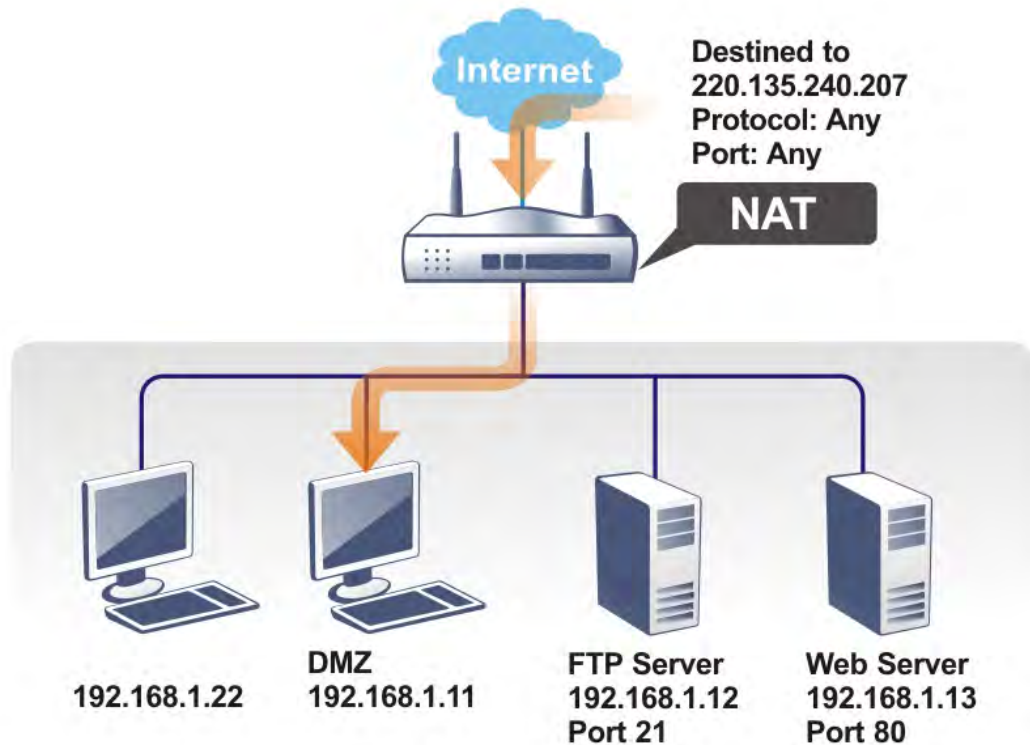 Internet
Destined to
220.135.240.207
Protocol: Any
Port: Any
NAT
192.168.1.22
DMZ
192.168.1.11
FTP Server
192.168.1.12
Port 21
Web Server
192.168.1.13
Port 80